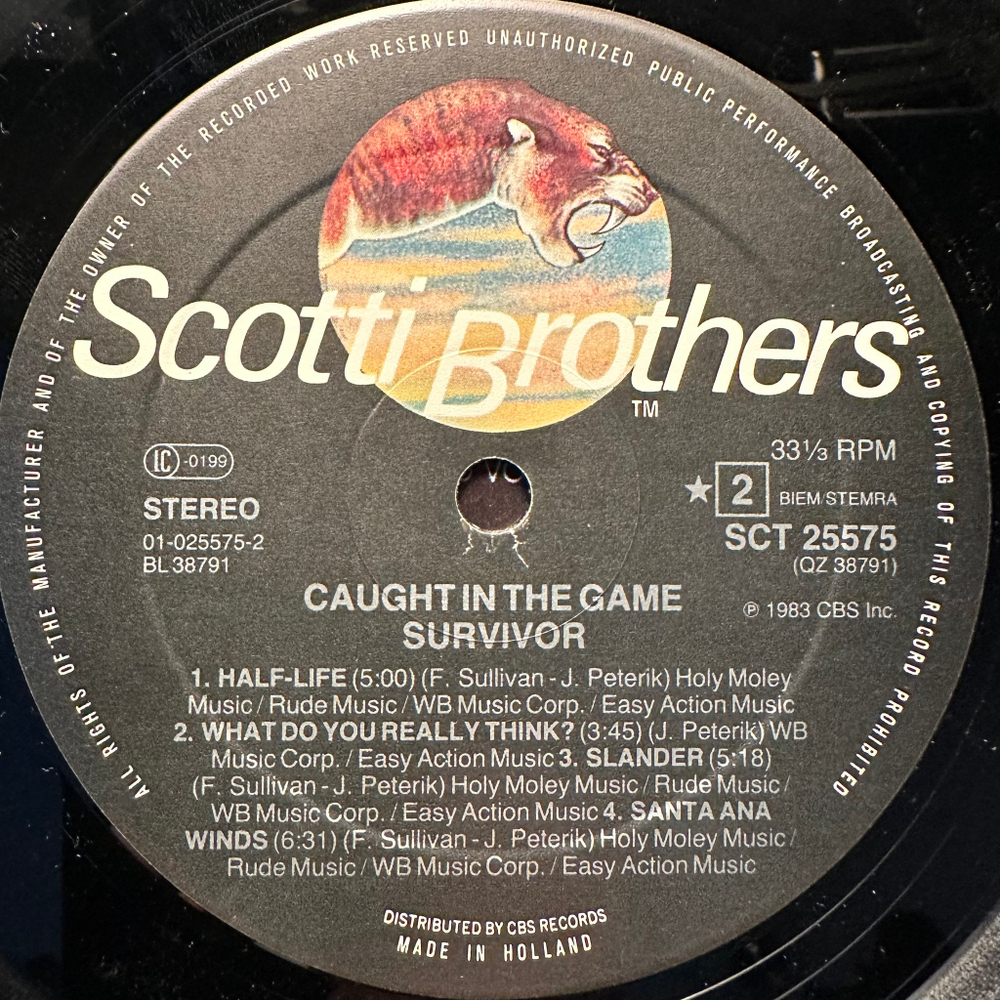 ALL RIGHTS OF THE MANUFACTURER AND OF THE OWNER OF THE RECORDED WORK RESERVED UNAUTHORIZED PUBLIC PERFORMANCE BROADCASTING AND COPYING OF THIS RECORD PROHIBITED
Scotti Brothers
TM
LC -0199
33⅓ RPM
★ 2 BIEM/STEMRA
STEREO
SCT 25575
01-025575-2
(QZ 38791)
BL 38791
CAUGHT IN THE GAME
℗ 1983 CBS Inc.
SURVIVOR
1. HALF-LIFE (5:00) (F. Sullivan - J. Peterik) Holy Moley
Music / Rude Music / WB Music Corp. / Easy Action Music
2. WHAT DO YOU REALLY THINK? (3:45) (J. Peterik) WB
Music Corp. / Easy Action Music 3. SLANDER (5:18)
(F. Sullivan - J. Peterik) Holy Moley Music / Rude Music /
WB Music Corp. / Easy Action Music 4. SANTA ANA
WINDS (6:31) (F. Sullivan - J. Peterik) Holy Moley Music /
Rude Music / WB Music Corp. / Easy Action Music
DISTRIBUTED BY CBS RECORDS
MADE IN HOLLAND